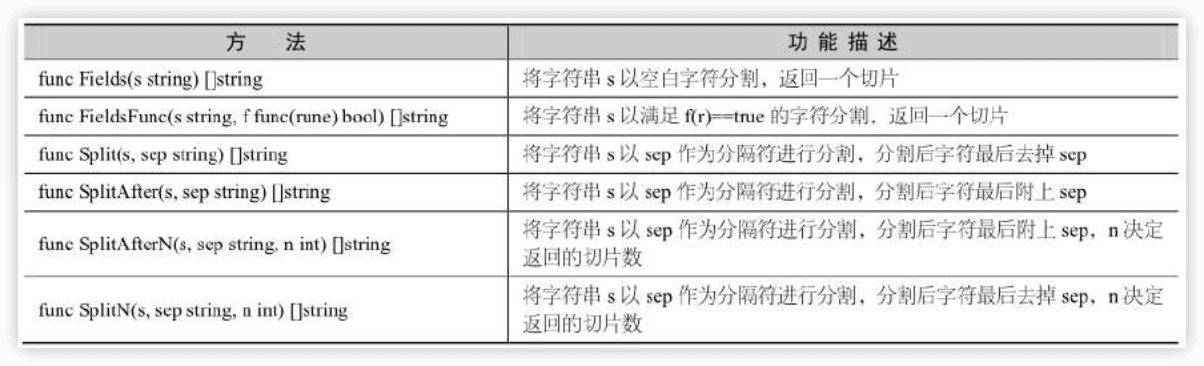 方 法 功 能 描 述
func Fields(s string) []string 将字符串 s 以空白字符分割，返回一个切片
func FieldsFunc(s string, f func(rune) bool) []string 将字符串 s 以满足 f(r)==true 的字符分割，返回一个切片
func Split(s, sep string) []string 将字符串 s 以 sep 作为分隔符进行分割，分割后字符最后去掉 sep
func SplitAfter(s, sep string) []string 将字符串 s 以 sep 作为分隔符进行分割，分割后字符最后附上 sep
func SplitAfterN(s, sep string, n int) []string 将字符串 s 以 sep 作为分隔符进行分割，分割后字符最后附上 sep，n 决定
返回的切片数
func SplitN(s, sep string, n int) []string 将字符串 s 以 sep 作为分隔符进行分割，分割后字符最后去掉 sep，n 决定
返回的切片数